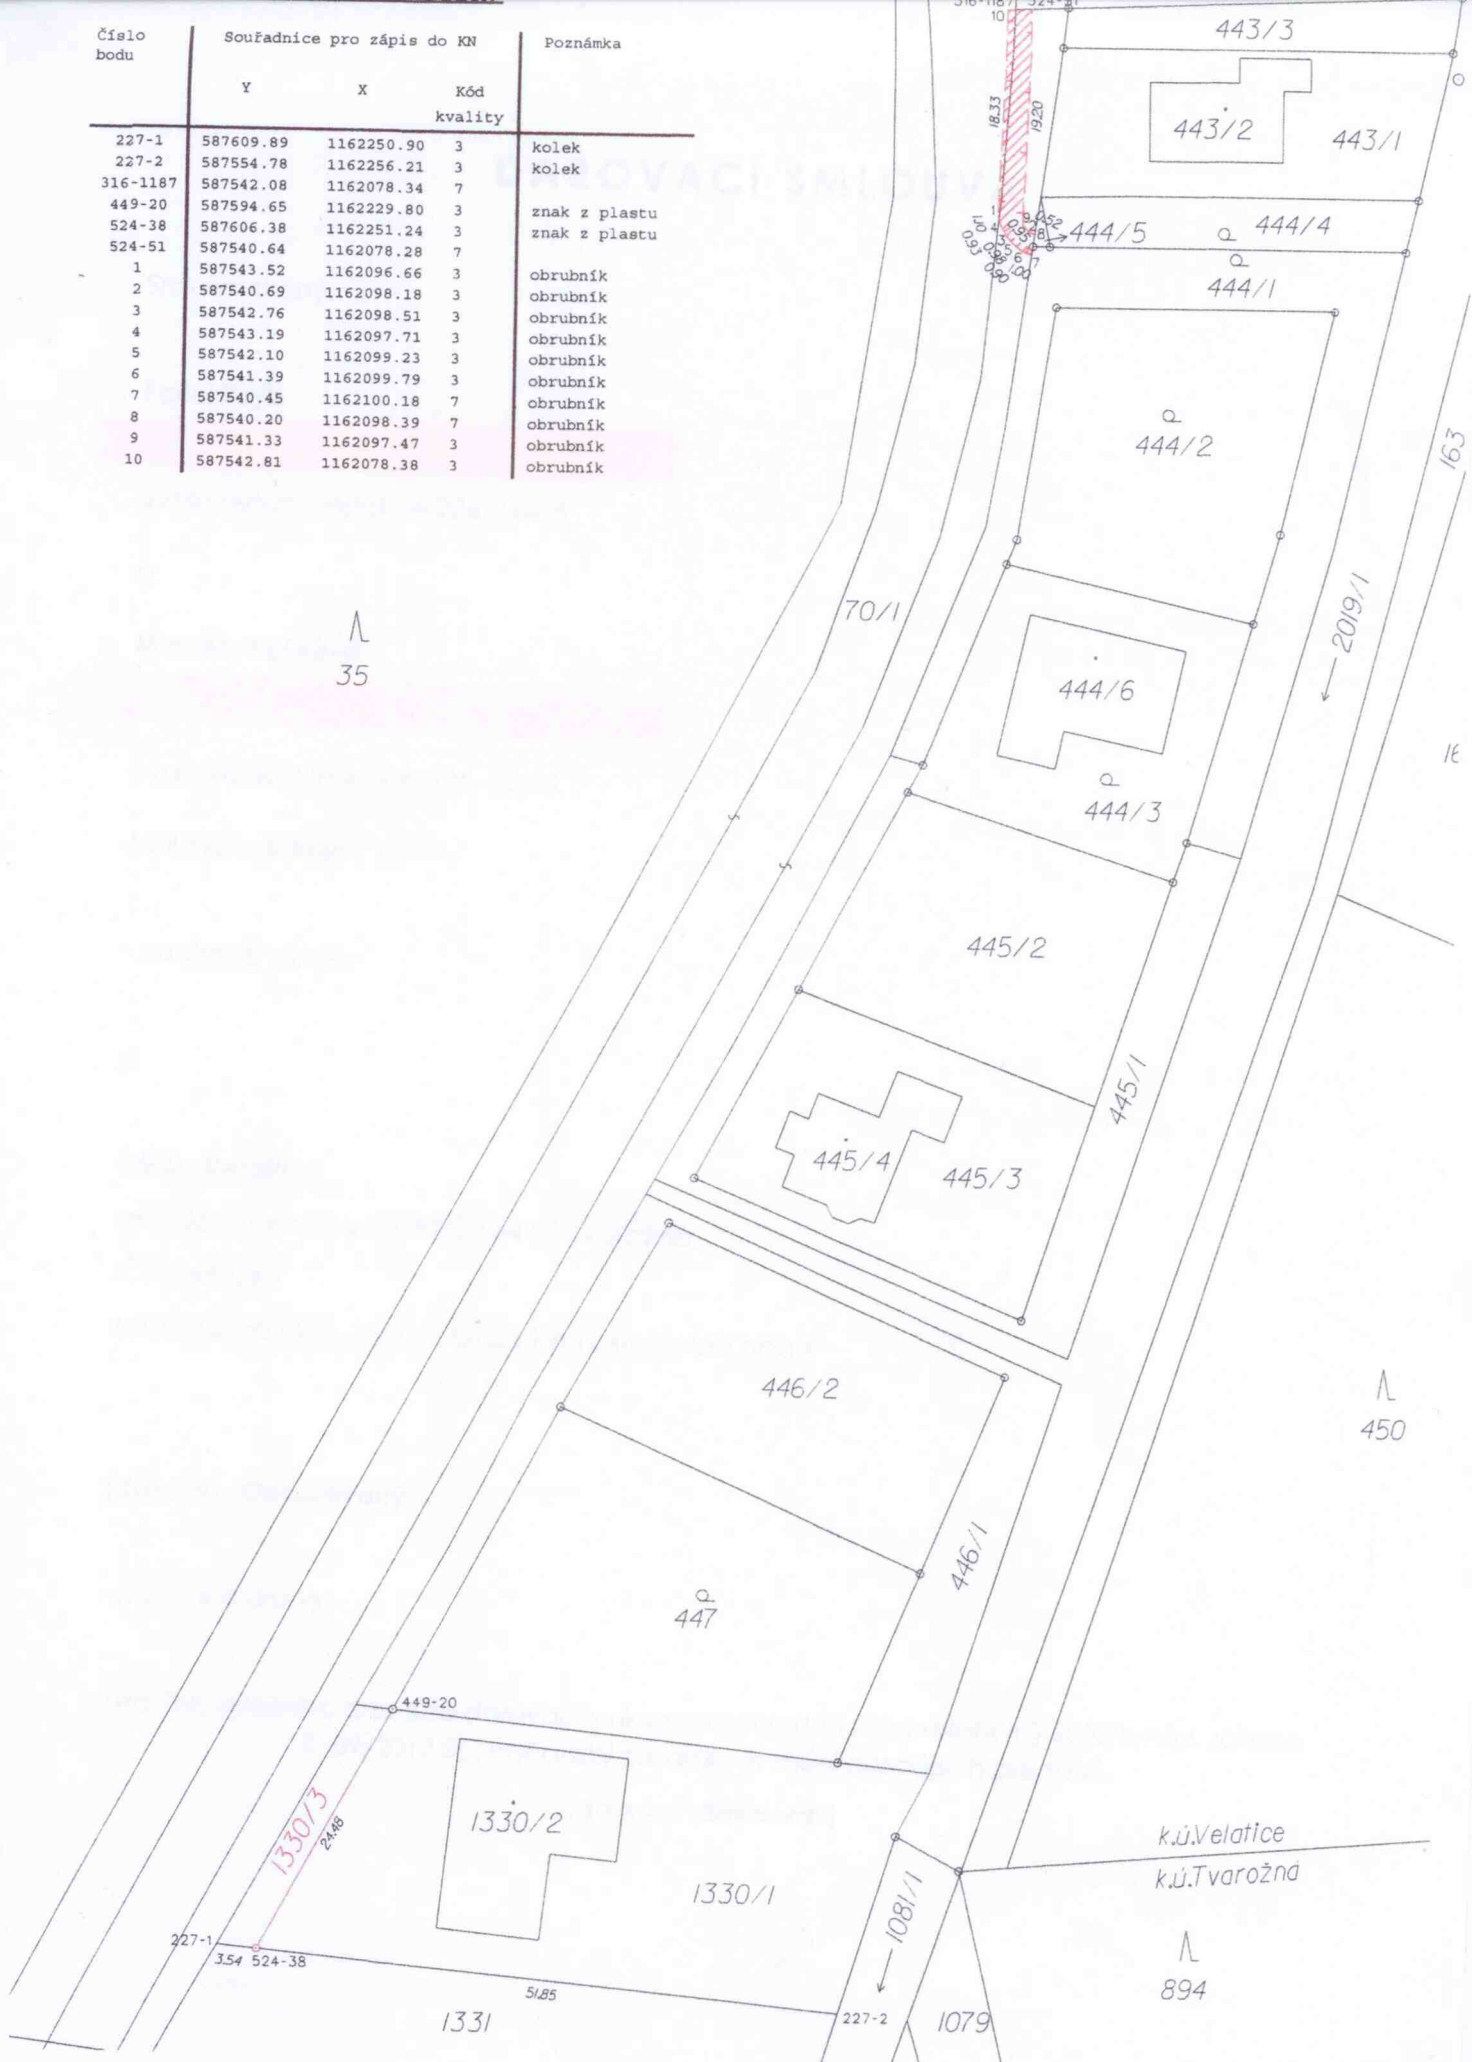 Číslo bodu Souřadnice pro zápis do KN Poznámka
Y X Kód kvality
227-1 587609.89 1162250.90 3 kolek
227-2 587554.78 1162256.21 3 kolek
316-1187 587542.08 1162078.34 7
449-20 587594.65 1162229.80 3 znak z plastu
524-38 587606.38 1162251.24 3 znak z plastu
524-51 587540.64 1162078.28 7
1 587543.52 1162096.66 3 obrubník
2 587540.69 1162098.18 3 obrubník
3 587542.76 1162098.51 3 obrubník
4 587543.19 1162097.71 3 obrubník
5 587542.10 1162099.23 3 obrubník
6 587541.39 1162099.79 3 obrubník
7 587540.45 1162100.18 7 obrubník
8 587540.20 1162098.39 7 obrubník
9 587541.33 1162097.47 3 obrubník
10 587542.81 1162078.38 3 obrubník
10
443/3
18.33
19.20
443/2
443/1
444/4
444/5
444/1
444/2
163
70/1
2019/1
35
444/6
444/3
445/2
445/1
445/4
445/3
446/2
450
446/1
447
449-20
1330/3
24.48
1330/2
1330/1
k.ú.Velatice
k.ú.Tvarožná
1081/1
227-1
3.54 524-38
51.85
227-2
894
1331
1079